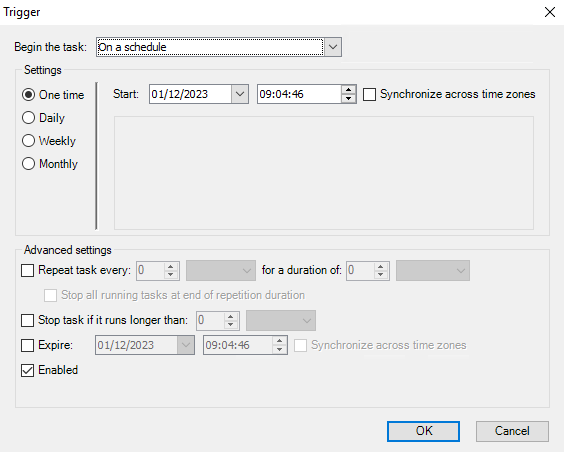 Trigger
Begin the task: On a schedule
Settings
One time
Start: 01/12/2023 09:04:46 Synchronize across time zones
Daily
Weekly
Monthly
Advanced settings
Repeat task every: 0 for a duration of: 0
Stop all running tasks at end of repetition duration
Stop task if it runs longer than: 0
Expire: 01/12/2023 09:04:46 Synchronize across time zones
Enabled
OK Cancel